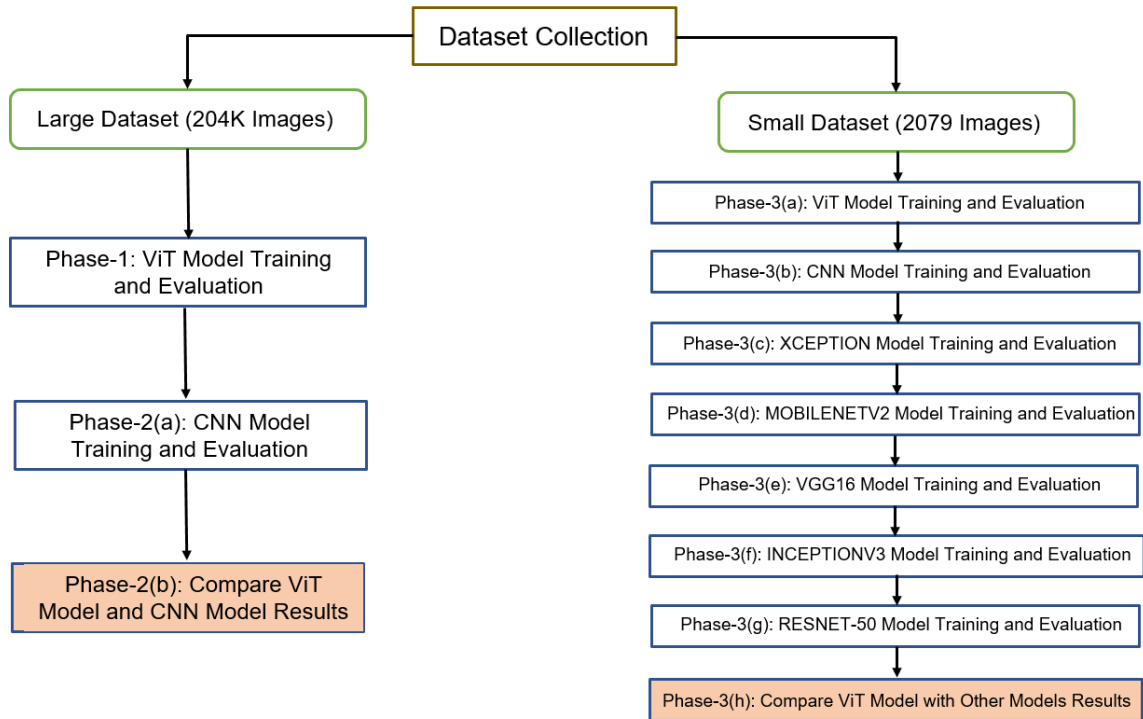 Dataset Collection
Large Dataset (204K Images)
Phase-1: ViT Model Training
and Evaluation
Phase-2(a): CNN Model
Training and Evaluation
Phase-2(b): Compare ViT
Model and CNN Model Results
Small Dataset (2079 Images)
Phase-3(a): ViT Model Training and Evaluation
Phase-3(b): CNN Model Training and Evaluation
Phase-3(c): XCEPTION Model Training and Evaluation
Phase-3(d): MOBILENETV2 Model Training and Evaluation
Phase-3(e): VGG16 Model Training and Evaluation
Phase-3(f): INCEPTIONV3 Model Training and Evaluation
Phase-3(g): RESNET-50 Model Training and Evaluation
Phase-3(h): Compare ViT Model with Other Models Results